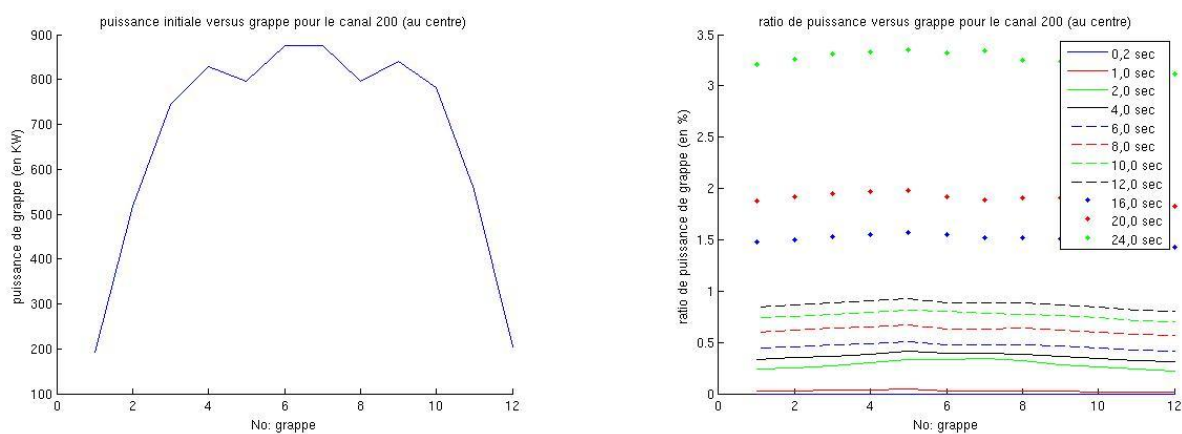 puissance initiale versus grappe pour le canal 200 (au centre)
900
800
700
600
500
400
300
200
100
0
2
4
6
8
10
12
puissance de grappe (en KW)
No: grappe
ratio de puissance versus grappe pour le canal 200 (au centre)
3.5
3
2.5
2
1.5
1
0.5
0
0
2
4
6
8
10
12
ratio de puissance de grappe (en %)
No: grappe
0,2 sec
1,0 sec
2,0 sec
4,0 sec
6,0 sec
8,0 sec
10,0 sec
12,0 sec
16,0 sec
20,0 sec
24,0 sec